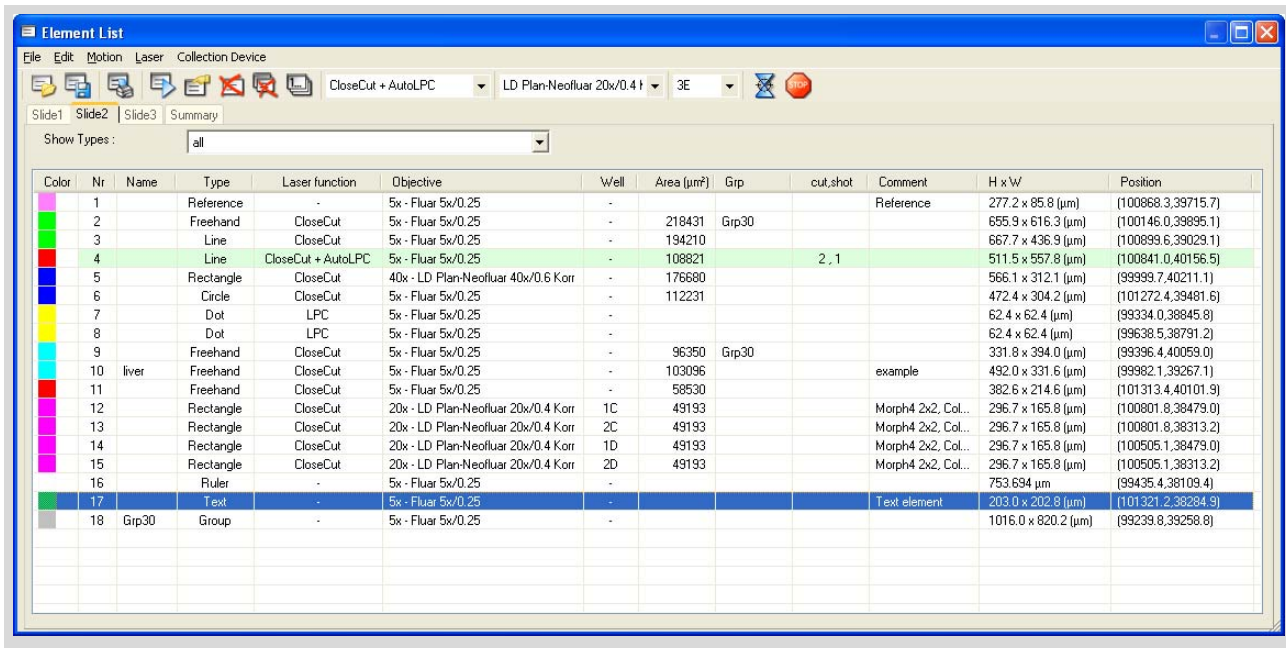 Element List
File Edit Motion Laser Collection Device
CloseCut + AutoLPC LD Plan-Neofluar 20x/0.4 K 3E STOP
Slide1 Slide2 Slide3 Summary
Show Types : all
Color Nr Name Type Laser function Objective Well Area (µm²) Grp cut,shot Comment H x W Position
1 Reference - 5x - Fluar 5x/0.25 - Reference 277.2 x 85.8 (µm) (100868.3,39715.7)
2 Freehand CloseCut 5x - Fluar 5x/0.25 - 218431 Grp30 655.9 x 616.3 (µm) (100146.0,39895.1)
3 Line CloseCut 5x - Fluar 5x/0.25 - 194210 667.7 x 436.9 (µm) (100899.6,39029.1)
4 Line CloseCut + AutoLPC 5x - Fluar 5x/0.25 - 108821 2 , 1 511.5 x 557.8 (µm) (100841.0,40156.5)
5 Rectangle CloseCut 40x - LD Plan-Neofluar 40x/0.6 Korr - 176680 566.1 x 312.1 (µm) (99999.7,40211.1)
6 Circle CloseCut 5x - Fluar 5x/0.25 - 112231 472.4 x 304.2 (µm) (101272.4,39481.6)
7 Dot LPC 5x - Fluar 5x/0.25 - 62.4 x 62.4 (µm) (99334.0,38845.8)
8 Dot LPC 5x - Fluar 5x/0.25 - 62.4 x 62.4 (µm) (99638.5,38791.2)
9 Freehand CloseCut 5x - Fluar 5x/0.25 - 96350 Grp30 331.8 x 394.0 (µm) (99396.4,40059.0)
10 liver Freehand CloseCut 5x - Fluar 5x/0.25 - 103096 example 492.0 x 331.6 (µm) (99982.1,39267.1)
11 Freehand CloseCut 5x - Fluar 5x/0.25 - 58530 382.6 x 214.6 (µm) (101313.4,40101.9)
12 Rectangle CloseCut 20x - LD Plan-Neofluar 20x/0.4 Korr 1C 49193 Morph4 2x2, Col... 296.7 x 165.8 (µm) (100801.8,38479.0)
13 Rectangle CloseCut 20x - LD Plan-Neofluar 20x/0.4 Korr 2C 49193 Morph4 2x2, Col... 296.7 x 165.8 (µm) (100801.8,38313.2)
14 Rectangle CloseCut 20x - LD Plan-Neofluar 20x/0.4 Korr 1D 49193 Morph4 2x2, Col... 296.7 x 165.8 (µm) (100505.1,38479.0)
15 Rectangle CloseCut 20x - LD Plan-Neofluar 20x/0.4 Korr 2D 49193 Morph4 2x2, Col... 296.7 x 165.8 (µm) (100505.1,38313.2)
16 Ruler - 5x - Fluar 5x/0.25 - 753.694 µm (99435.4,38109.4)
17 Text - 5x - Fluar 5x/0.25 - Text element 203.0 x 202.8 (µm) (101321.2,38284.9)
18 Grp30 Group - 5x - Fluar 5x/0.25 - 1016.0 x 820.2 (µm) (99239.8,39258.8)